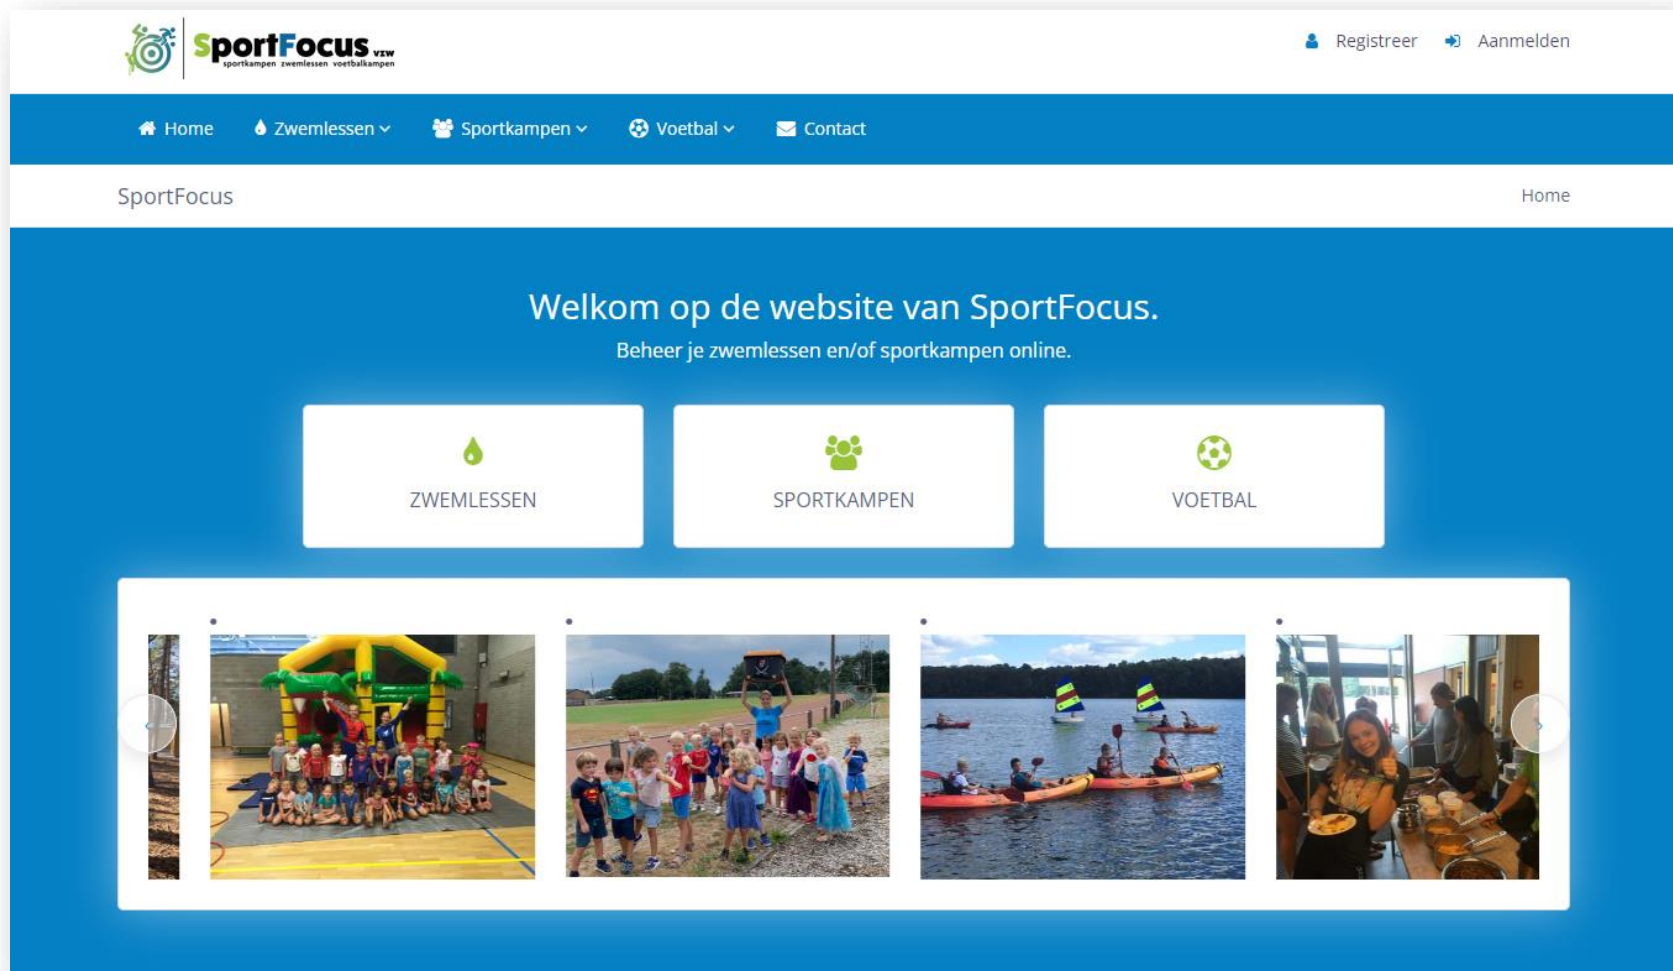 SportFocus vzw
sportkampen zwemlessen voetbalkampen
Registreer Aanmelden
Home Zwemlessen Sportkampen Voetbal Contact
SportFocus Home
Welkom op de website van SportFocus.
Beheer je zwemlessen en/of sportkampen online.
ZWEMLESSEN SPORTKAMPEN VOETBAL